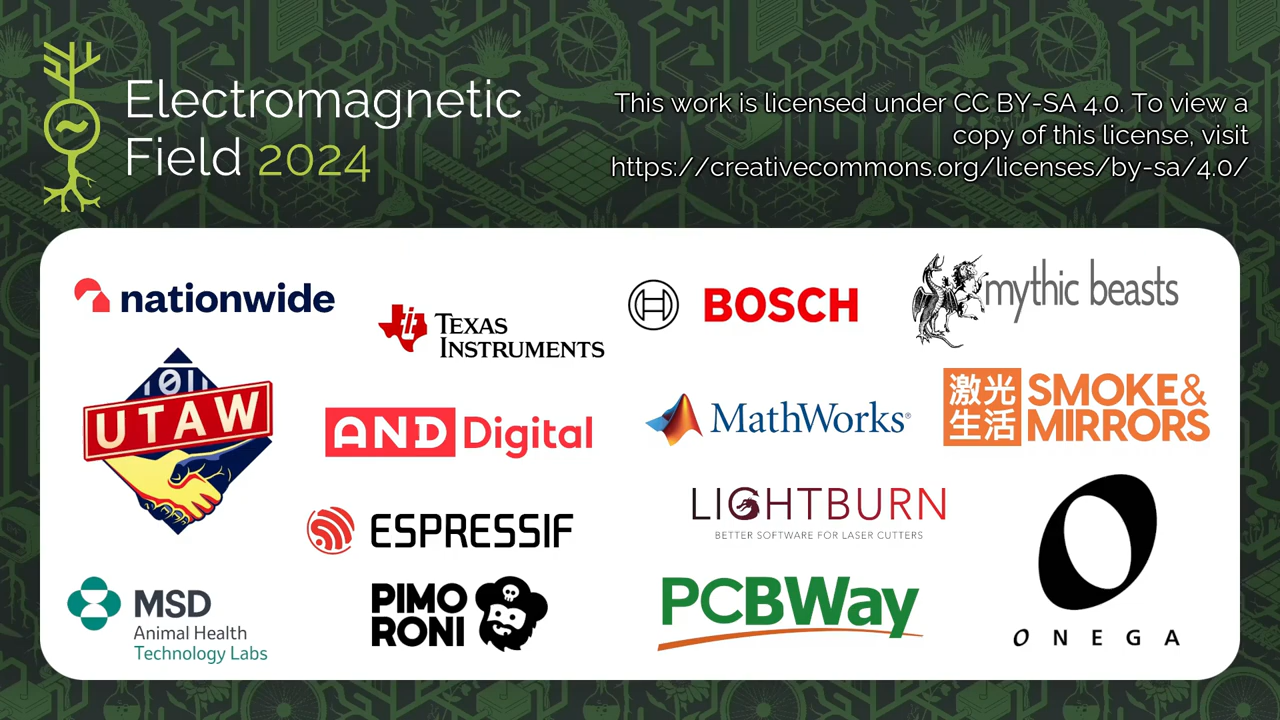 Electromagnetic
Field 2024
This work is licensed under CC BY-SA 4.0. To view a
copy of this license, visit
https://creativecommons.org/licenses/by-sa/4.0/
nationwide
Texas
Instruments
BOSCH
mythic beasts
101
UTAW
AND Digital
MathWorks®
激光
生活
SMOKE&
MIRRORS
ESPRESSIF
LIGHTBURN
BETTER SOFTWARE FOR LASER CUTTERS
MSD
Animal Health
Technology Labs
PIMO
RONI
PCBWay
ONEGA